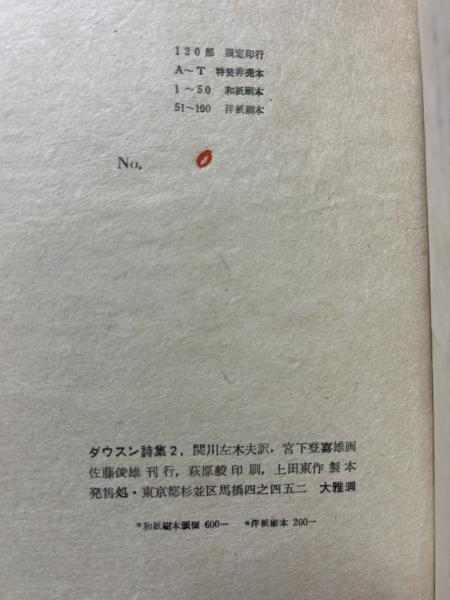 120部 限定印行
A〜T 特装非売本
1〜50 和紙刷本
51〜100 洋紙刷本
No. O
ダウスン詩集2, 関川左木夫訳, 宮下登喜雄画
佐藤俊雄刊行, 萩原毅印刷, 上田東作製本
発售処・東京都杉並区馬橋四之四五二 大雅洞
*和紙刷本頒価 600― *洋紙刷本 200―